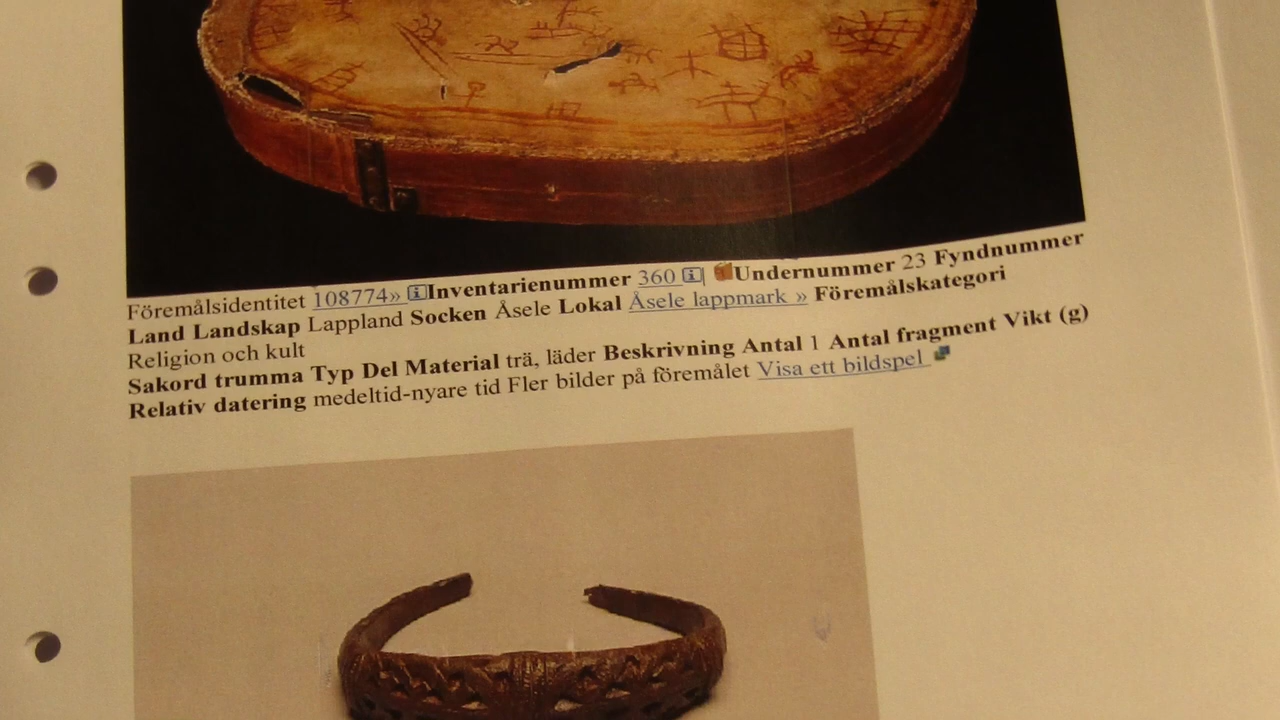 Föremålsidentitet 108774» Inventarienummer 360 | Undernummer 23 Fyndnummer
Land Landskap Lappland Socken Åsele Lokal Åsele lappmark » Föremålskategori
Religion och kult
Sakord trumma Typ Del Material trä, läder Beskrivning Antal 1 Antal fragment Vikt (g)
Relativ datering medeltid-nyare tid Fler bilder på föremålet Visa ett bildspel